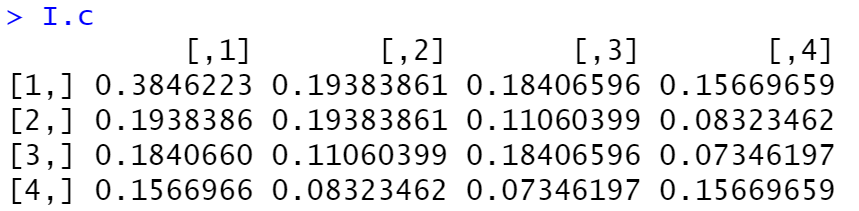 > I.c
[,1] [,2] [,3] [,4]
[1,] 0.3846223 0.19383861 0.18406596 0.15669659
[2,] 0.1938386 0.19383861 0.11060399 0.08323462
[3,] 0.1840660 0.11060399 0.18406596 0.07346197
[4,] 0.1566966 0.08323462 0.07346197 0.15669659